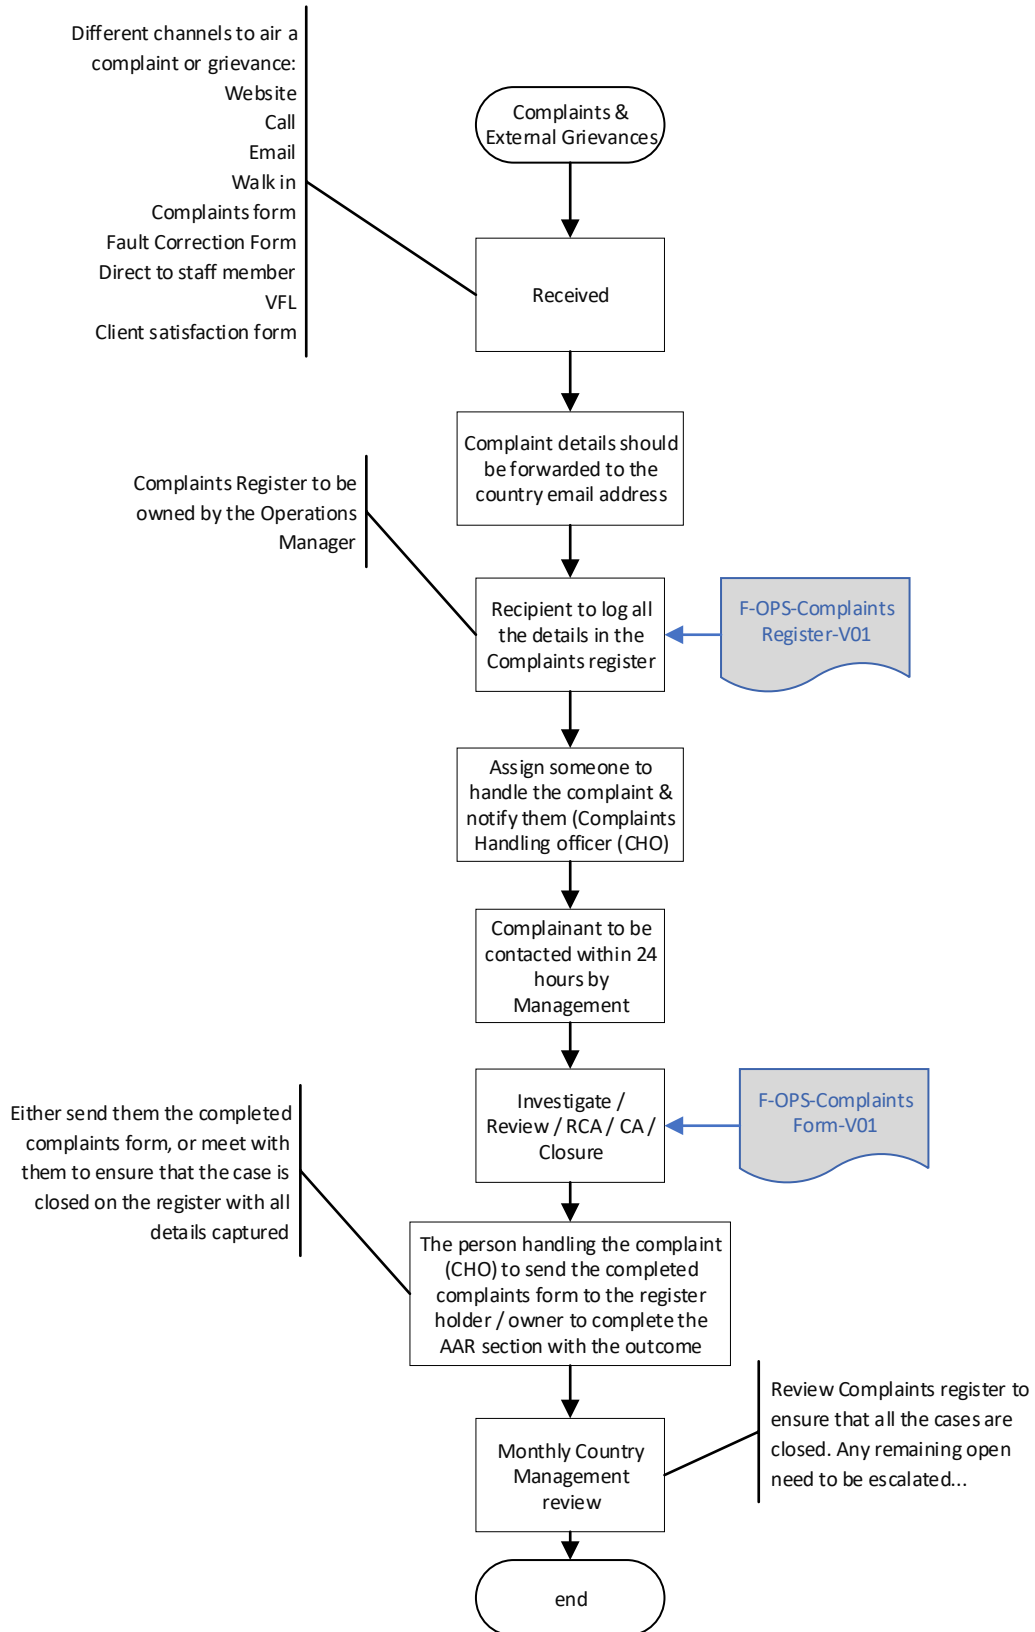 Different channels to air a
complaint or grievance:
Website
Call
Email
Walk in
Complaints form
Fault Correction Form
Direct to staff member
VFL
Client satisfaction form
Complaints &
External Grievances
Received
Complaint details should
be forwarded to the
country email address
Complaints Register to be
owned by the Operations
Manager
Recipient to log all
the details in the
Complaints register
F-OPS-Complaints
Register-V01
Assign someone to
handle the complaint &
notify them (Complaints
Handling officer (CHO)
Complainant to be
contacted within 24
hours by
Management
Investigate /
Review / RCA / CA /
Closure
F-OPS-Complaints
Form-V01
Either send them the completed
complaints form, or meet with
them to ensure that the case is
closed on the register with all
details captured
The person handling the complaint
(CHO) to send the completed
complaints form to the register
holder / owner to complete the
AAR section with the outcome
Monthly Country
Management
review
Review Complaints register to
ensure that all the cases are
closed. Any remaining open
need to be escalated...
end